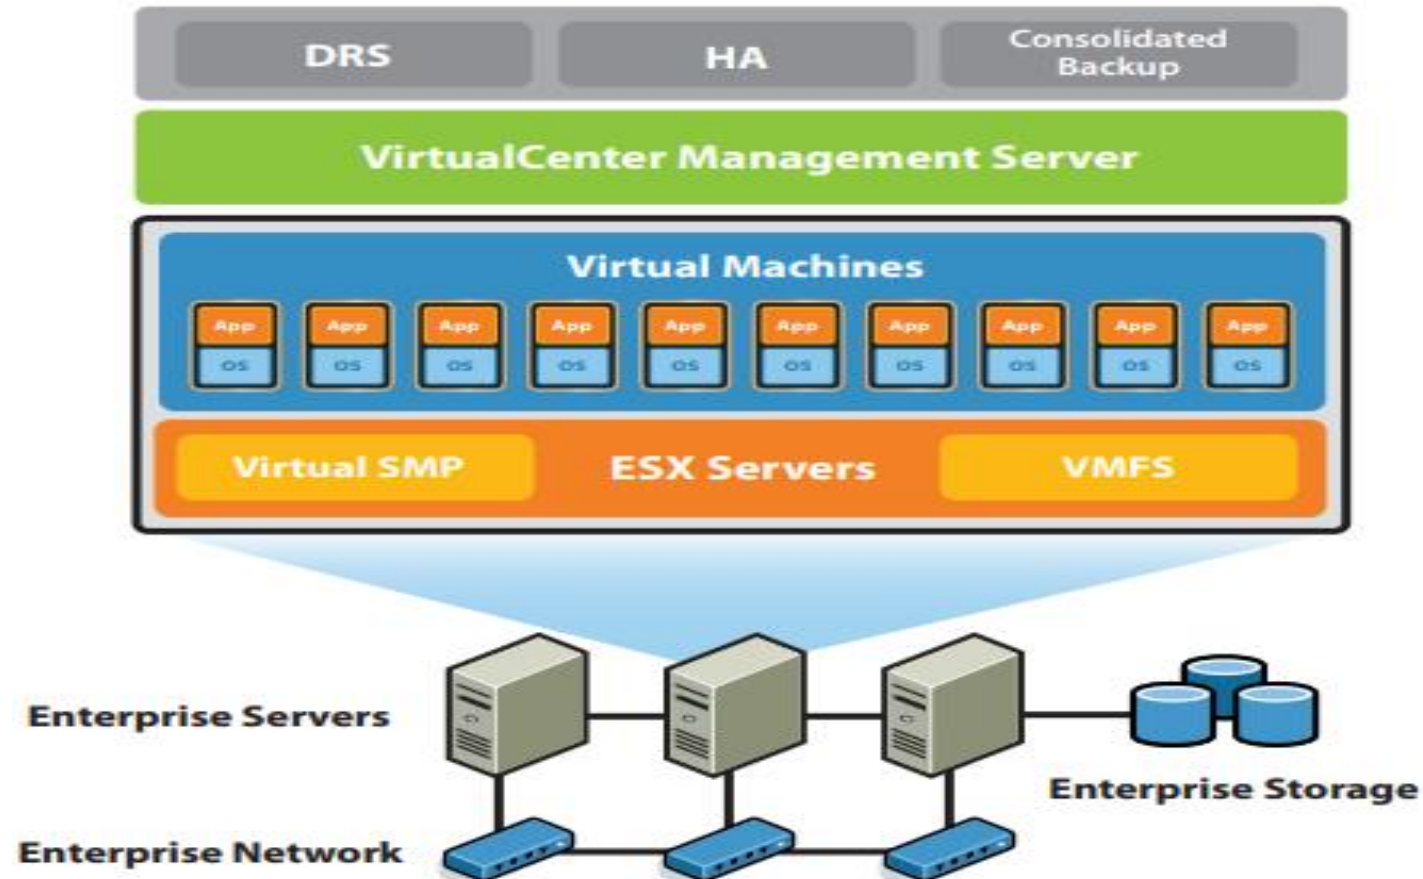 DRS
HA
Consolidated
Backup
VirtualCenter Management Server
Virtual Machines
App App App App App App App App App App
OS OS OS OS OS OS OS OS OS OS
Virtual SMP
ESX Servers
VMFS
Enterprise Servers
Enterprise Storage
Enterprise Network